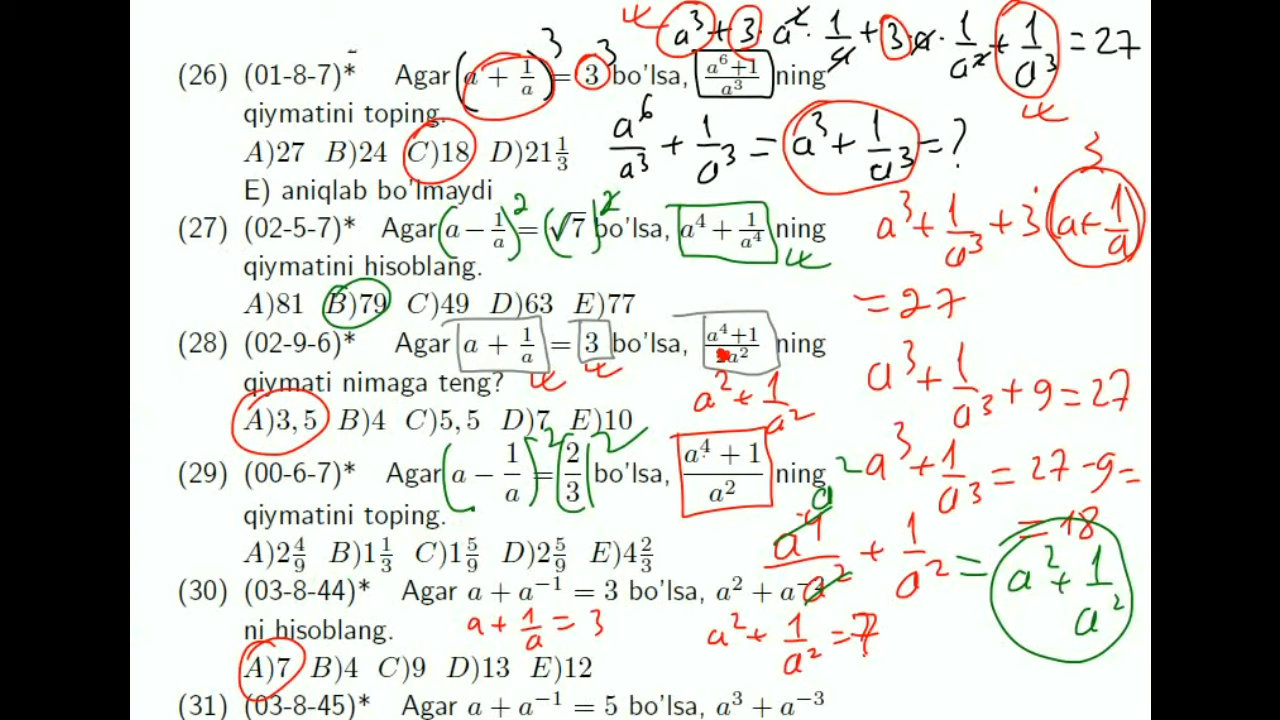 a³ + 3 · a² · 1/a + 3 · a · 1/a² + 1/a³ = 27
(26) (01-8-7)* Agar (a + 1/a)³ = 3³ bo'lsa, (a⁶+1)/a³ ning
qiymatini toping.
a⁶/a³ + 1/a³ = a³ + 1/a³ = ?
A)27 B)24 C)18 D)21 1/3
E) aniqlab bo'lmaydi
3
a³ + 1/a³ + 3 · (a + 1/a)
= 27
(27) (02-5-7)* Agar (a − 1/a)² = (√7)² bo'lsa, a⁴ + 1/a⁴ ning
qiymatini hisoblang.
A)81 B)79 C)49 D)63 E)77
(28) (02-9-6)* Agar a + 1/a = 3 bo'lsa, (a⁴+1)/2a² ning
qiymati nimaga teng?
a² + 1/a²
a³ + 1/a³ + 9 = 27
A)3,5 B)4 C)5,5 D)7 E)10
(29) (00-6-7)* Agar (a − 1/a)² = (2/3)² bo'lsa, (a⁴ + 1)/a² ning
qiymatini toping.
a³ + 1/a³ = 27 - 9 =
= 18
A)2 4/9 B)1 1/3 C)1 5/9 D)2 5/9 E)4 2/3
a⁴/a² + 1/a² = a² + 1/a²
(30) (03-8-44)* Agar a + a⁻¹ = 3 bo'lsa, a² + a⁻
ni hisoblang.
a + 1/a = 3
a² + 1/a² = 7
A)7 B)4 C)9 D)13 E)12
(31) (03-8-45)* Agar a + a⁻¹ = 5 bo'lsa, a³ + a⁻³